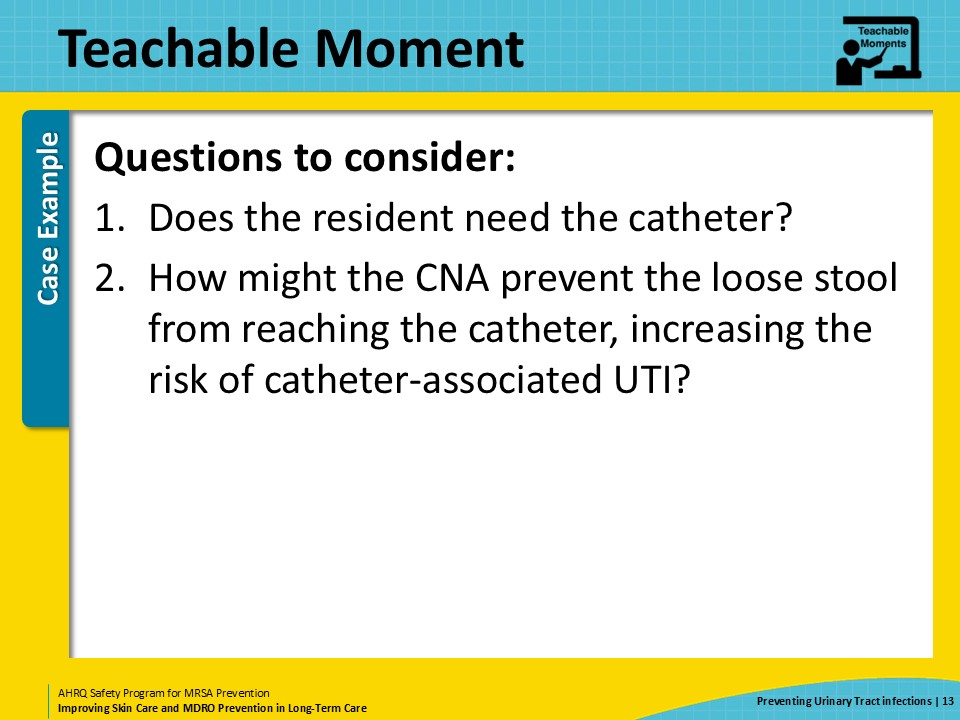 Teachable Moment
Teachable
Moments
Case Example
Questions to consider:
1. Does the resident need the catheter?
2. How might the CNA prevent the loose stool
from reaching the catheter, increasing the
risk of catheter-associated UTI?
AHRQ Safety Program for MRSA Prevention
Improving Skin Care and MDRO Prevention in Long-Term Care
Preventing Urinary Tract infections | 13